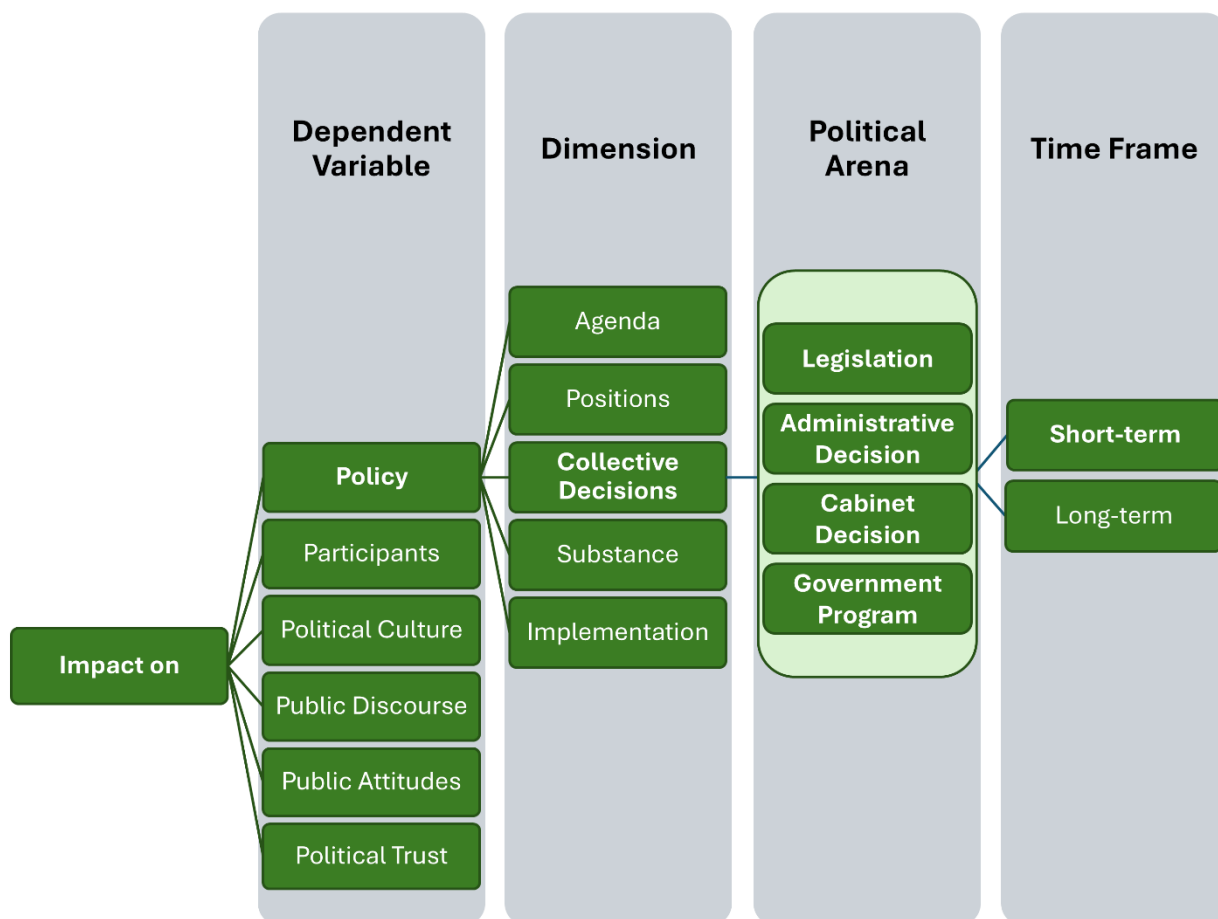 Dependent
Variable
Dimension
Political
Arena
Time Frame
Impact on
Policy
Participants
Political Culture
Public Discourse
Public Attitudes
Political Trust
Agenda
Positions
Collective
Decisions
Substance
Implementation
Legislation
Administrative
Decision
Cabinet
Decision
Government
Program
Short-term
Long-term